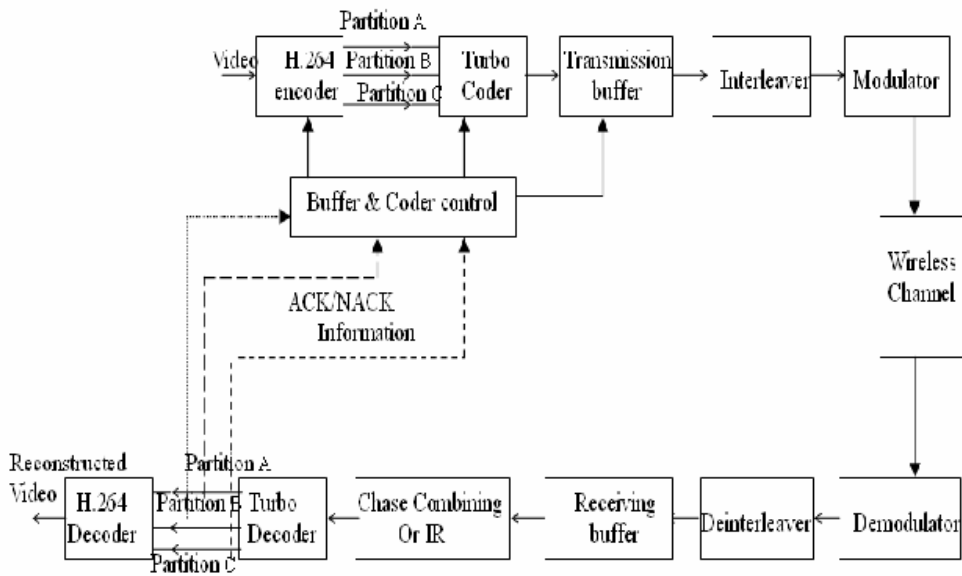 Partition A
Video
H.264
encoder
Partition B
Partition C
Turbo
Coder
Transmission
buffer
Interleaver
Modulator
Buffer & Coder control
Wireless
Channel
ACK/NACK
Information
Reconstructed
Video
H.264
Decoder
Partition A
Partition B
Partition C
Turbo
Decoder
Chase Combining
Or IR
Receiving
buffer
Deinterleaver
Demodulator